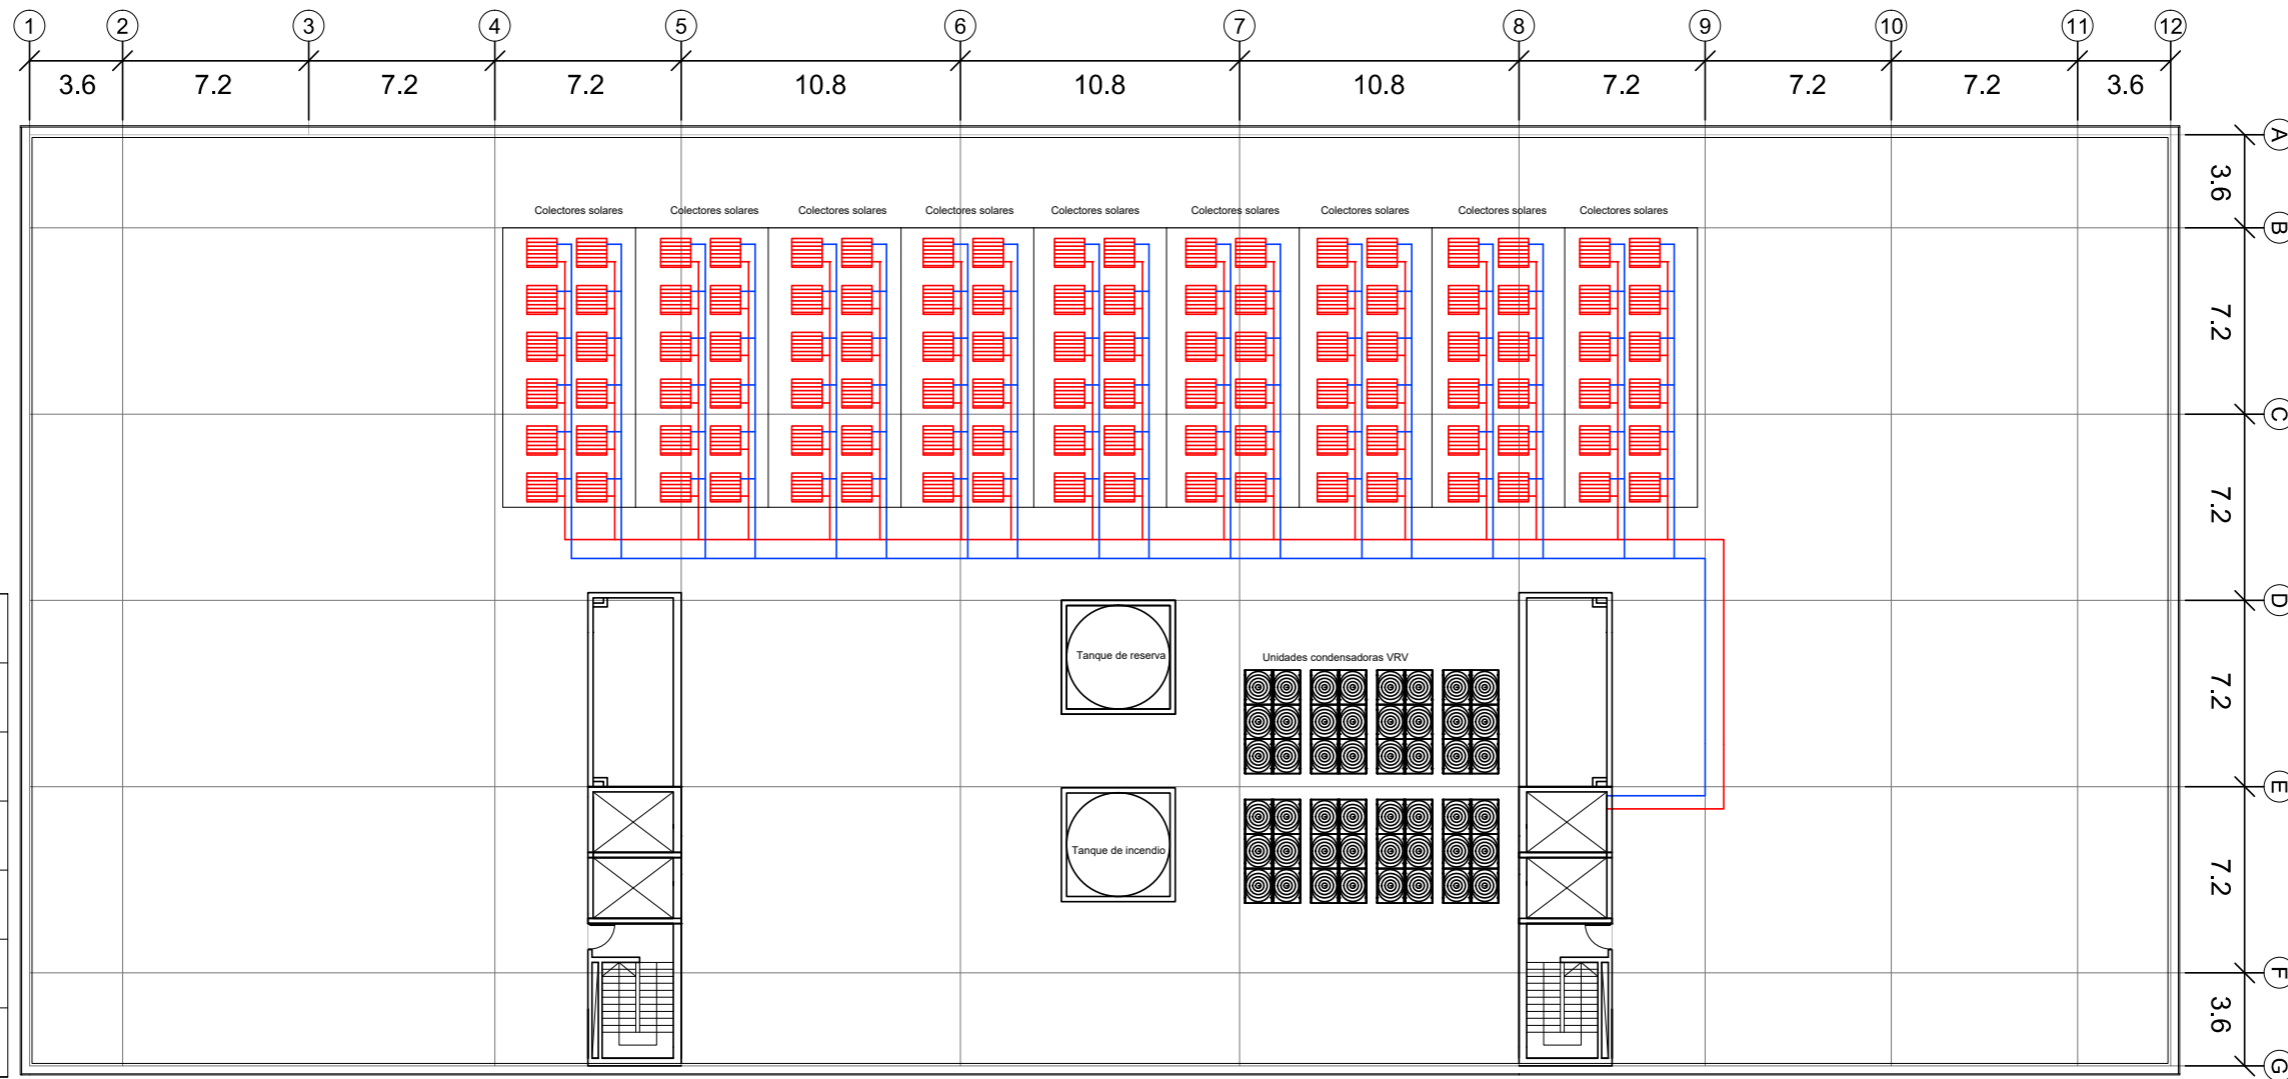 1 2 3 4 5 6 7 8 9 10 11 12
3.6 7.2 7.2 7.2 10.8 10.8 10.8 7.2 7.2 7.2 3.6
A
3.6
Colectores solares Colectores solares Colectores solares Colectores solares Colectores solares Colectores solares Colectores solares Colectores solares Colectores solares
B
7.2
C
7.2
D
Tanque de reserva
Unidades condensadoras VRV
7.2
E
Tanque de incendio
7.2
F
3.6
G